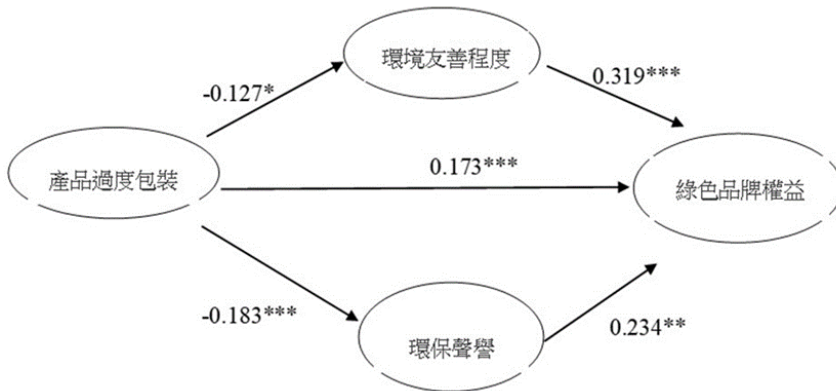 環境友善程度
-0.127*
0.319***
產品過度包裝
0.173***
綠色品牌權益
-0.183***
環保聲譽
0.234**